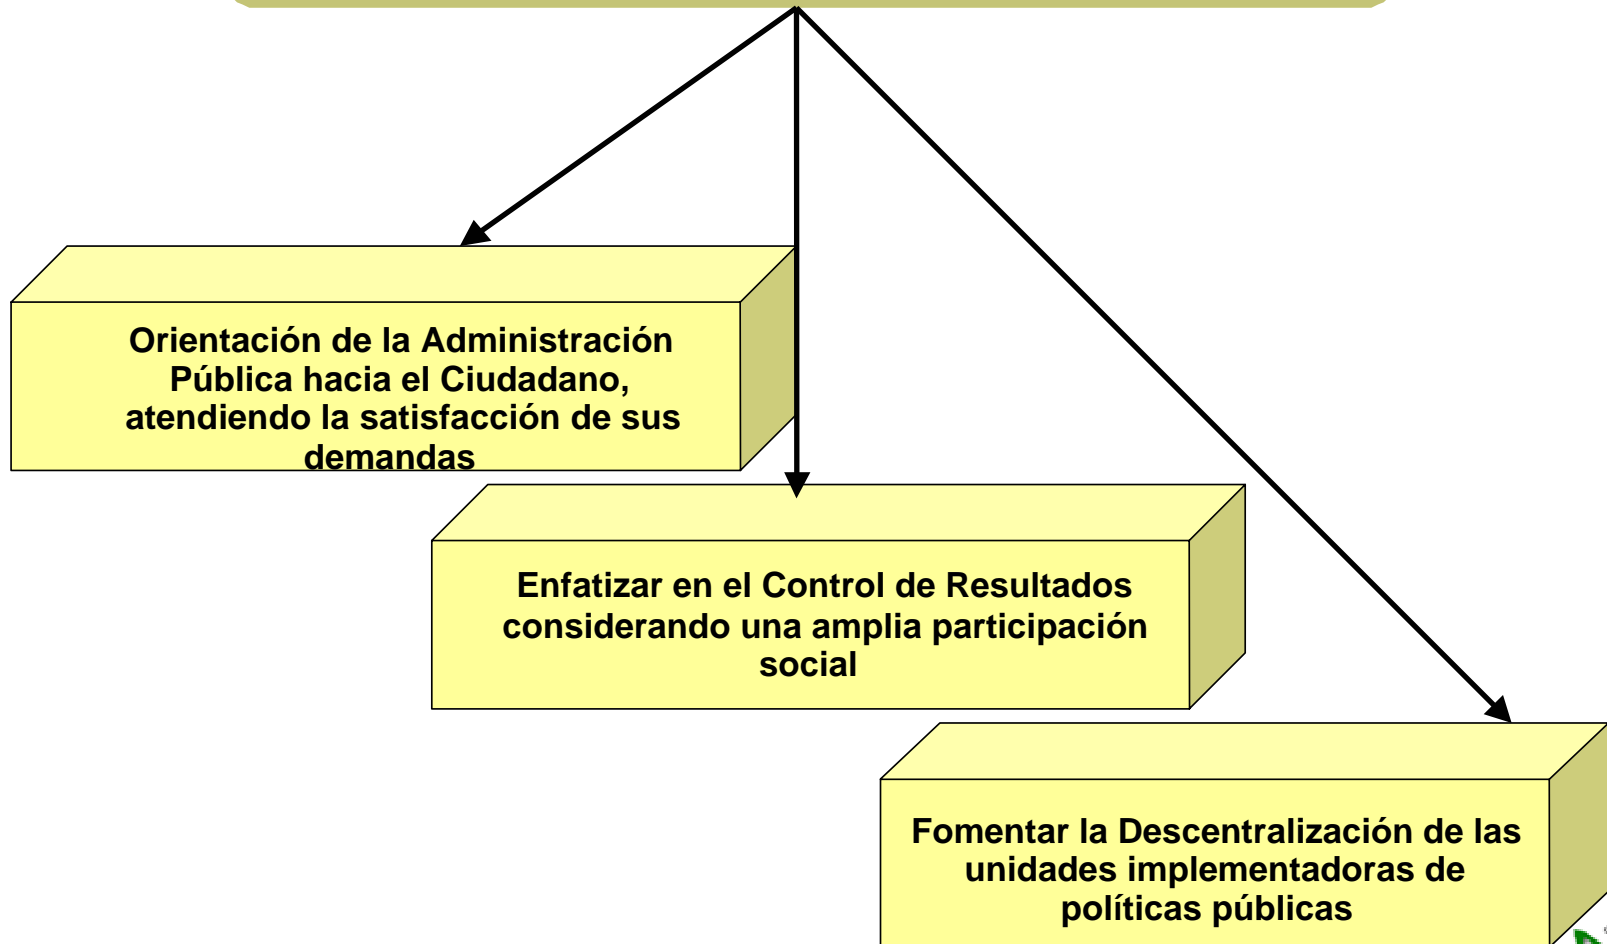 Orientación de la Administración
Pública hacia el Ciudadano,
atendiendo la satisfacción de sus
demandas
Enfatizar en el Control de Resultados
considerando una amplia participación
social
Fomentar la Descentralización de las
unidades implementadoras de
políticas públicas